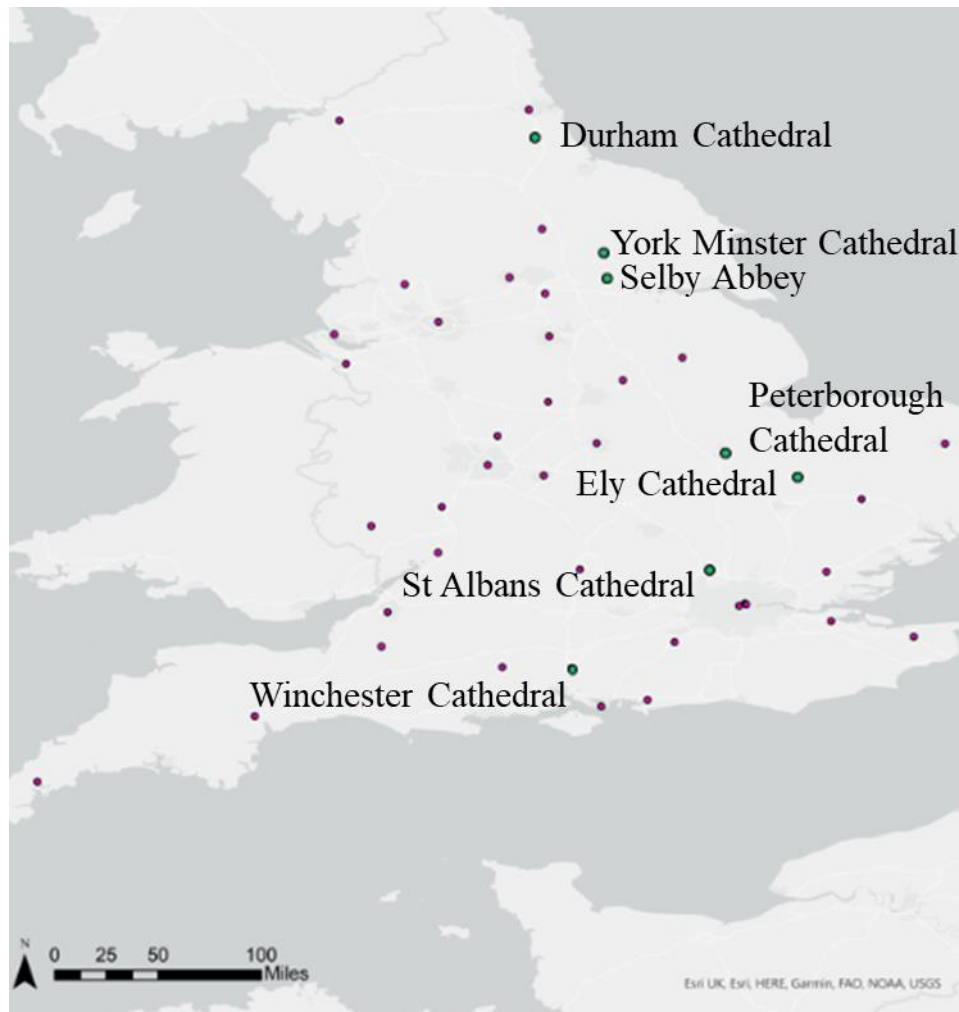 Durham Cathedral
York Minster Cathedral
Selby Abbey
Peterborough
Cathedral
Ely Cathedral
St Albans Cathedral
Winchester Cathedral
N
0 25 50 100
Miles
Esri UK, Esri, HERE, Garmin, FAO, NOAA, USGS